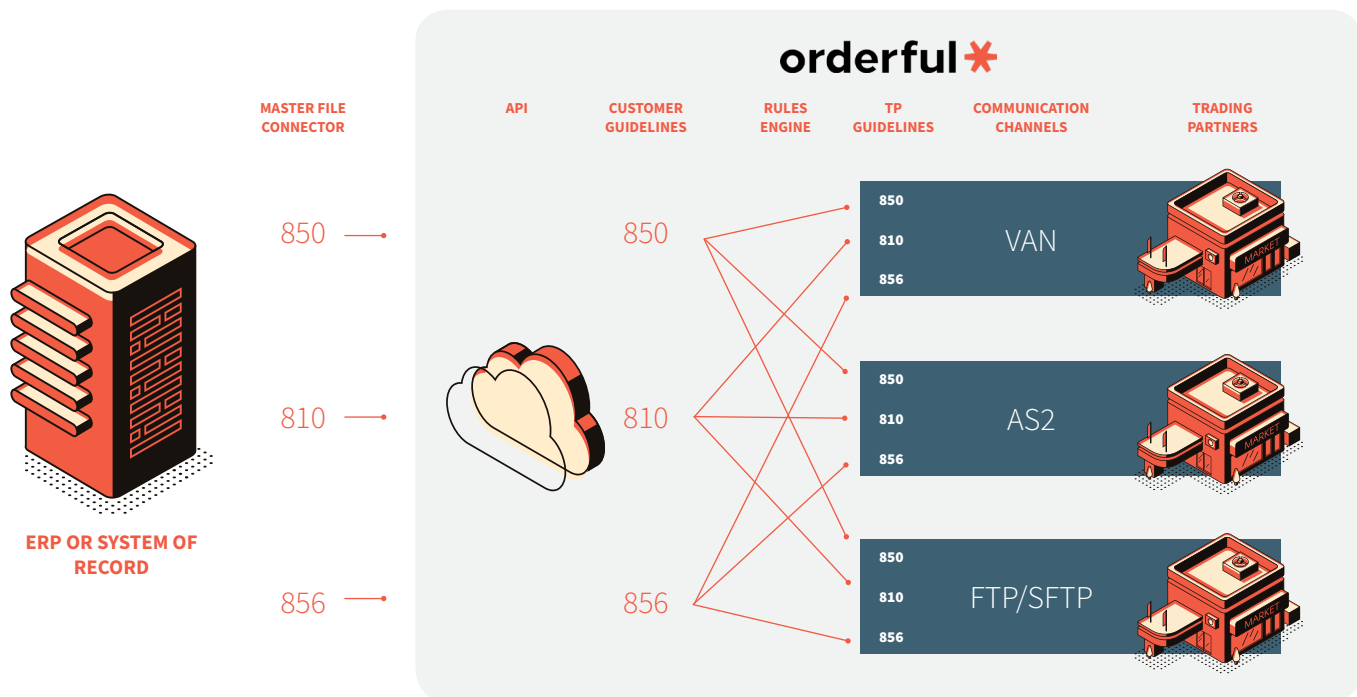 orderful
MASTER FILE
CONNECTOR
API
CUSTOMER
GUIDELINES
RULES
ENGINE
TP
GUIDELINES
COMMUNICATION
CHANNELS
TRADING
PARTNERS
850
850
850
810
856
VAN
MARKET
810
810
850
810
856
AS2
MARKET
ERP OR SYSTEM OF
RECORD
856
856
850
810
856
FTP/SFTP
MARKET